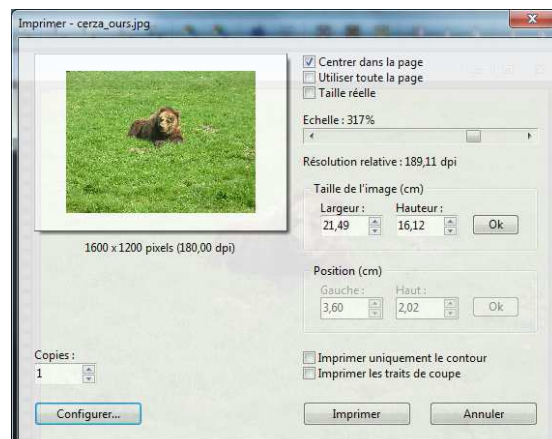 Imprimer - cerza_ours.jpg
Centrer dans la page
Utiliser toute la page
Taille réelle
Echelle : 317%
Résolution relative : 189,11 dpi
Taille de l'image (cm)
Largeur : Hauteur :
21,49 16,12 Ok
1600 x 1200 pixels (180,00 dpi)
Position (cm)
Gauche : Haut :
3,60 2,02 Ok
Copies :
1
Imprimer uniquement le contour
Imprimer les traits de coupe
Configurer... Imprimer Annuler